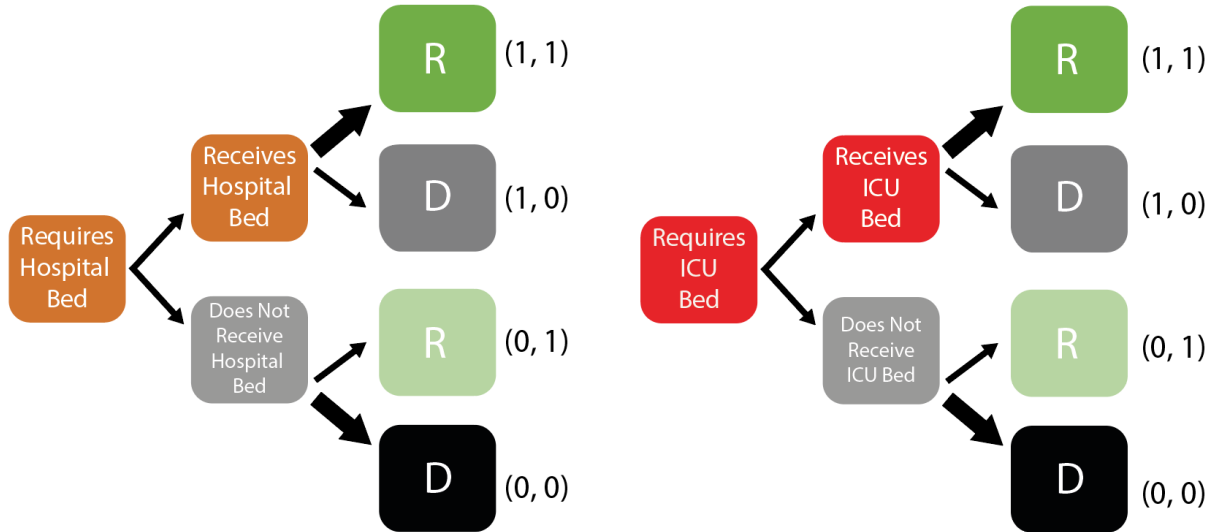 Requires
Hospital
Bed
Receives
Hospital
Bed
Does Not
Receive
Hospital
Bed
R
(1, 1)
D
(1, 0)
R
(0, 1)
D
(0, 0)
Requires
ICU
Bed
Receives
ICU
Bed
Does Not
Receive
ICU Bed
R
(1, 1)
D
(1, 0)
R
(0, 1)
D
(0, 0)